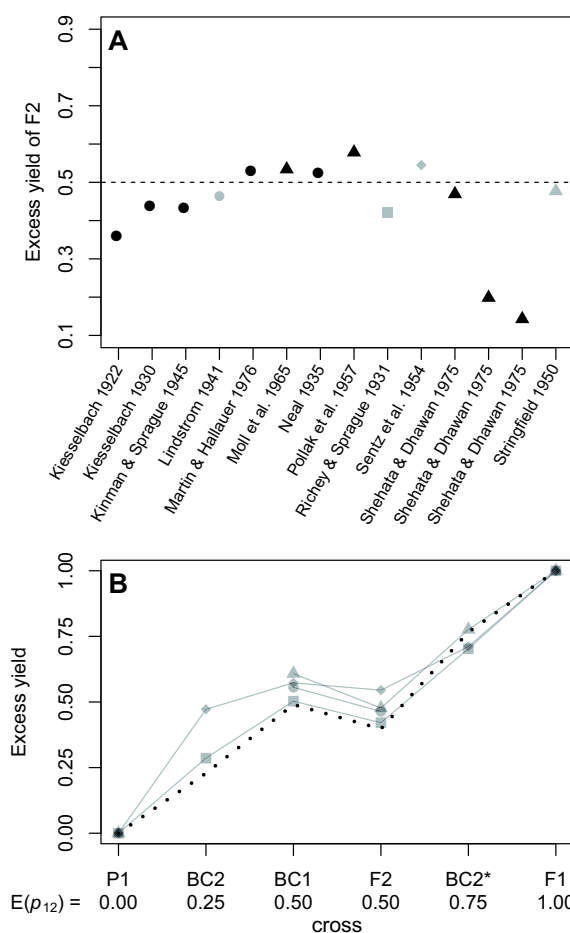 A
Excess yield of F2
0.9
0.7
0.5
0.3
0.1
Kiesselbach 1922
Kiesselbach 1930
Kinman & Sprague 1945
Lindstrom 1941
Martin & Hallauer 1976
Moll et al. 1965
Neal 1935
Pollak et al. 1957
Richey & Sprague 1931
Sentz et al. 1954
Shehata & Dhawan 1975
Shehata & Dhawan 1975
Shehata & Dhawan 1975
Stringfield 1950
B
Excess yield
1.00
0.75
0.50
0.25
0.00
P1 BC2 BC1 F2 BC2* F1
E(p12) = 0.00 0.25 0.50 0.50 0.75 1.00
cross